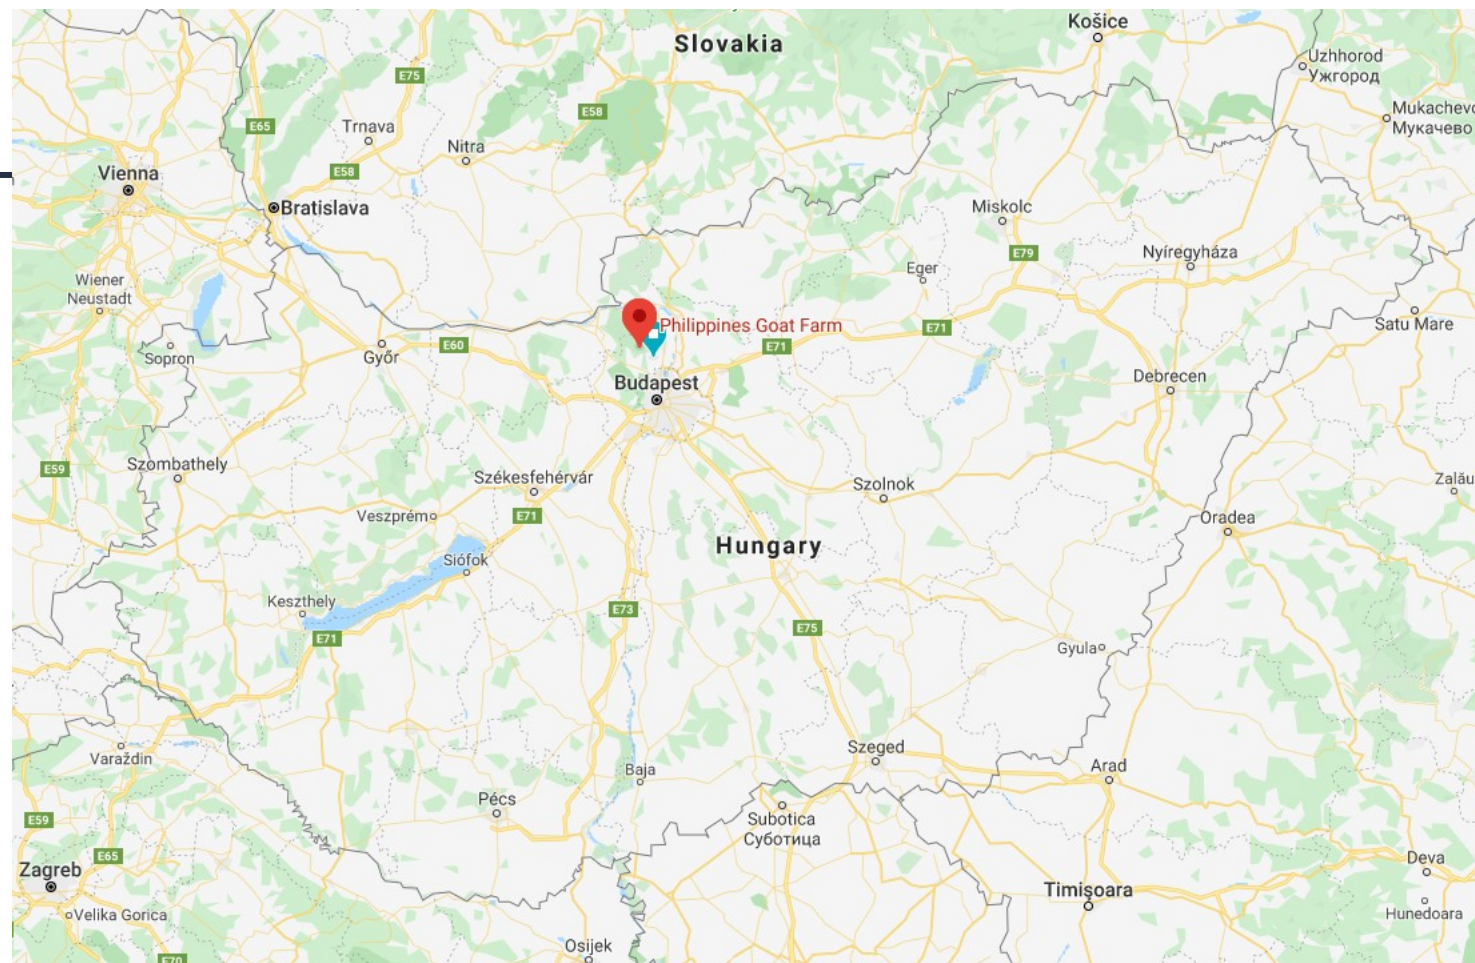 Slovakia
Košice
Uzhhorod
Ужгород
E75
Mukachevo
Мукачево
E58
E65
Trnava
Nitra
Vienna
E58
Bratislava
Miskolc
Nyíregyháza
E79
Eger
Wiener
Neustadt
Satu Mare
Philippines Goat Farm
E71
Sopron
Győr
E60
E71
Debrecen
Budapest
Szombathely
E59
Székesfehérvár
Szolnok
Zalău
Veszprém
E71
Oradea
Hungary
Siófok
Keszthely
E73
E71
E75
Gyula
Szeged
Varaždin
Baja
Arad
Pécs
Subotica
Суботица
E59
E65
Deva
Zagreb
Timișoara
Velika Gorica
Hunedoara
Osijek
E70